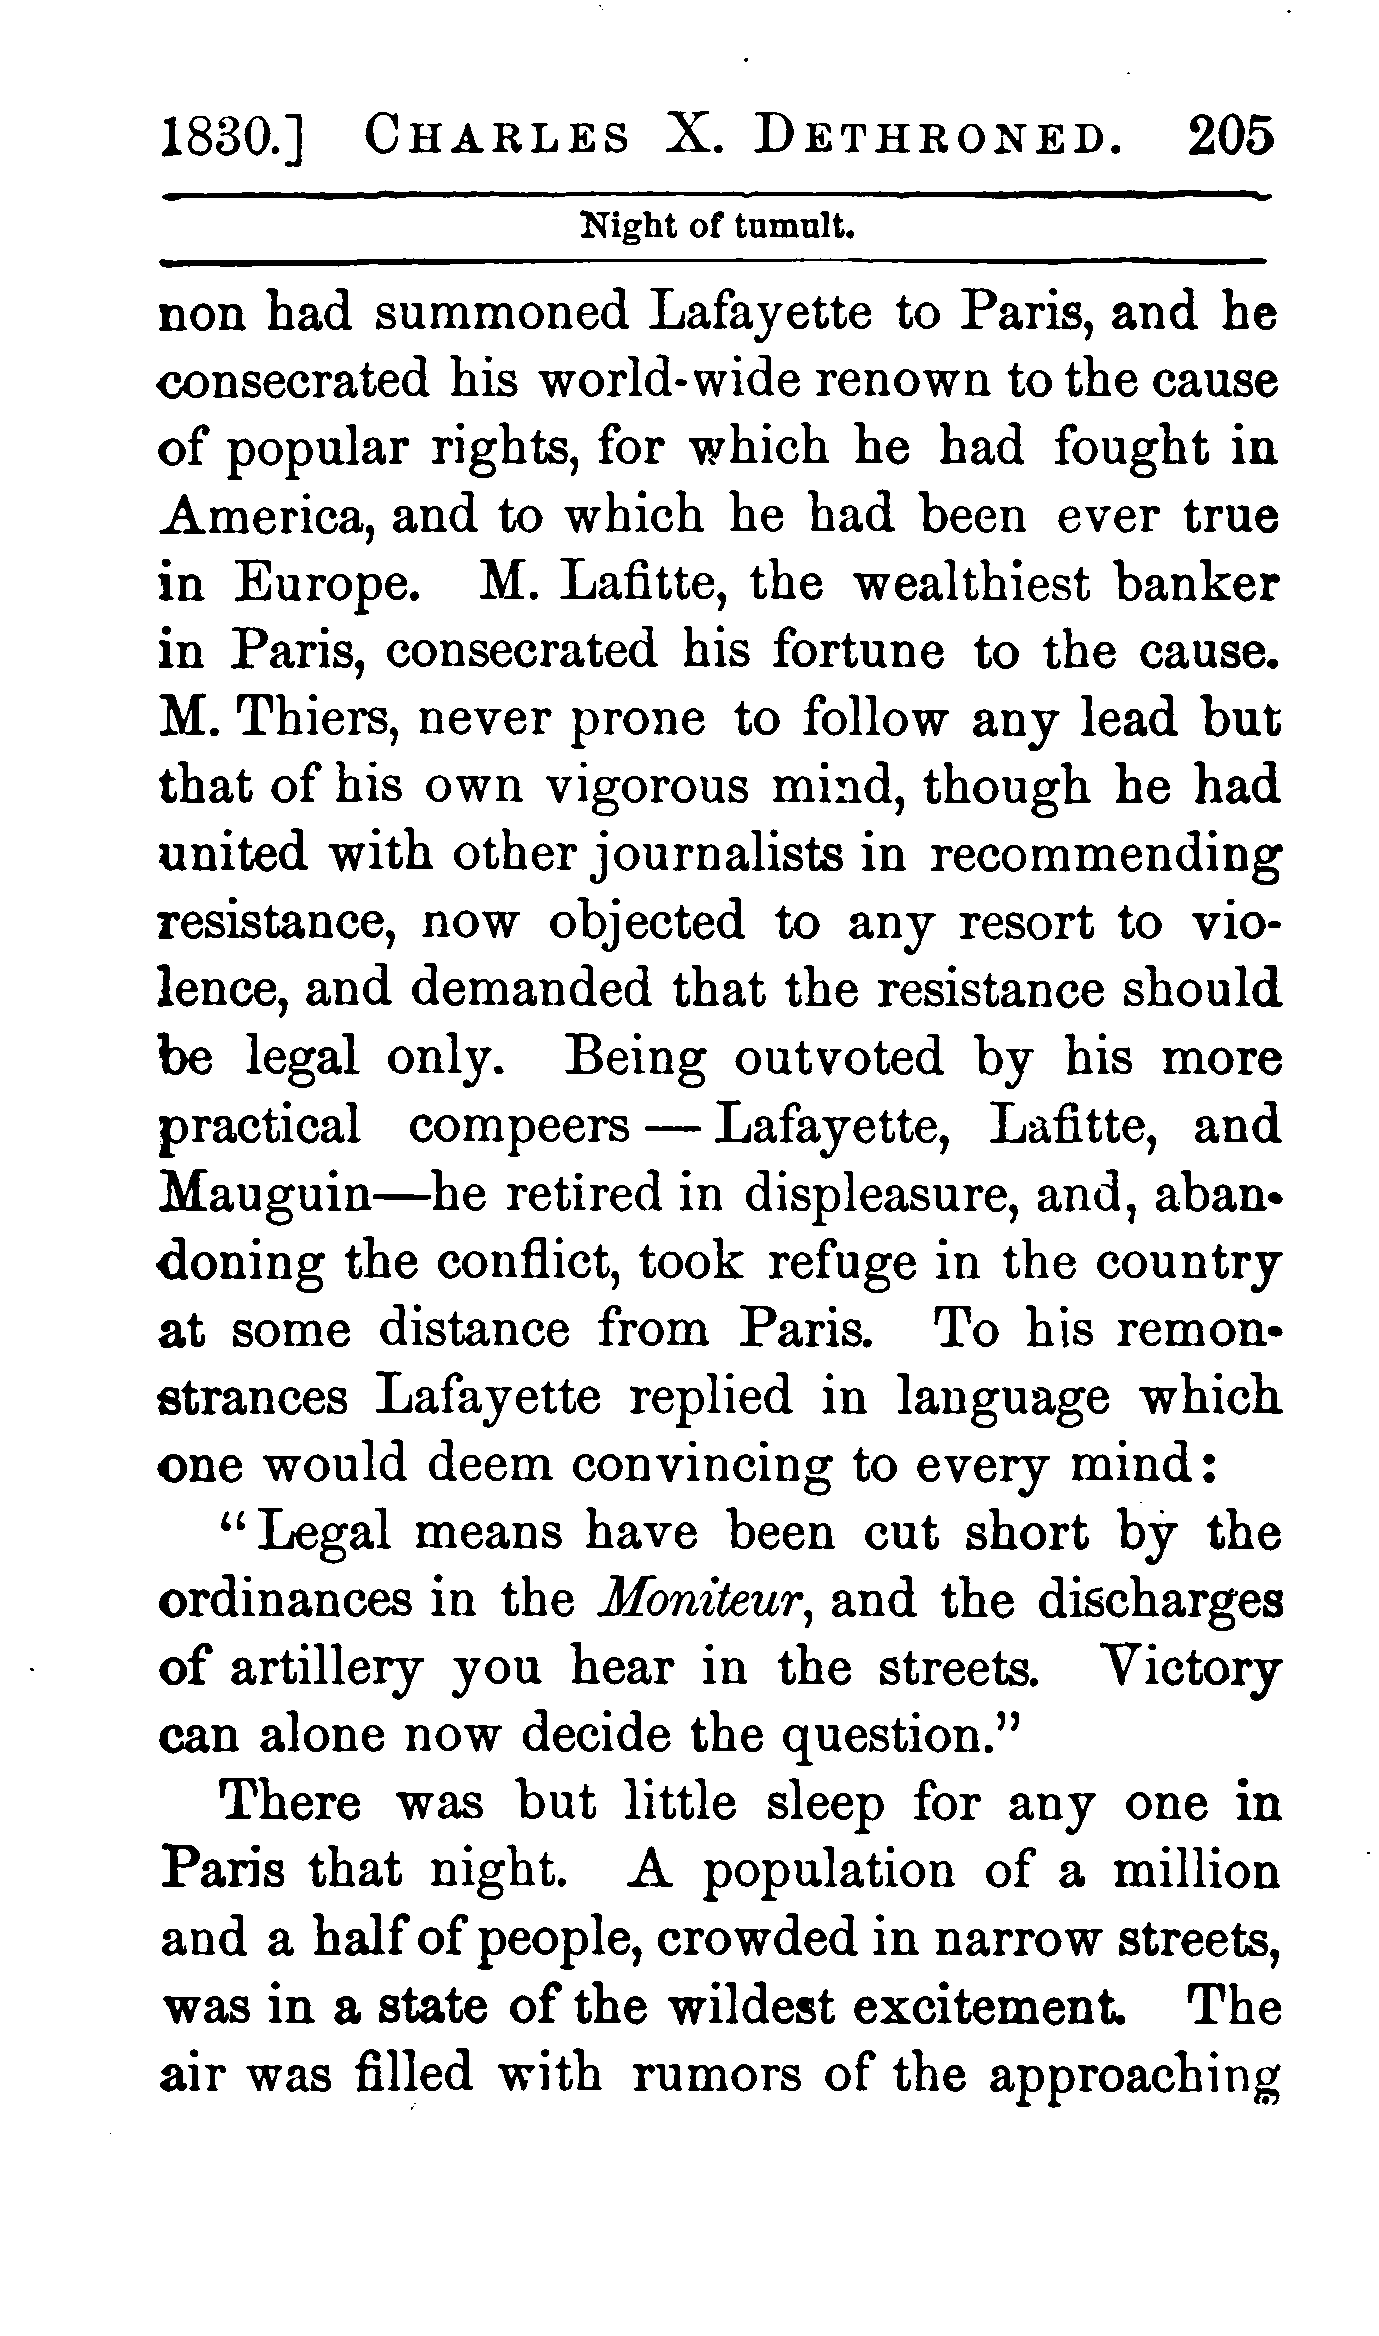 1830.] CHARLES X. DETHRONED. 205
Night of tumult.
non had summoned Lafayette to Paris, and he
consecrated his world-wide renown to the cause
of popular rights, for which he had fought in
America, and to which he had been ever true
in Europe. M. Lafitte, the wealthiest banker
in Paris, consecrated his fortune to the cause.
M. Thiers, never prone to follow any lead but
that of his own vigorous mind, though he had
united with other journalists in recommending
resistance, now objected to any resort to vio-
lence, and demanded that the resistance should
be legal only. Being outvoted by his more
practical compeers — Lafayette, Lafitte, and
Mauguin—he retired in displeasure, and, aban-
doning the conflict, took refuge in the country
at some distance from Paris. To his remon-
strances Lafayette replied in language which
one would deem convincing to every mind:
“Legal means have been cut short by the
ordinances in the Moniteur, and the discharges
of artillery you hear in the streets. Victory
can alone now decide the question.”
There was but little sleep for any one in
Paris that night. A population of a million
and a half of people, crowded in narrow streets,
was in a state of the wildest excitement. The
air was filled with rumors of the approaching